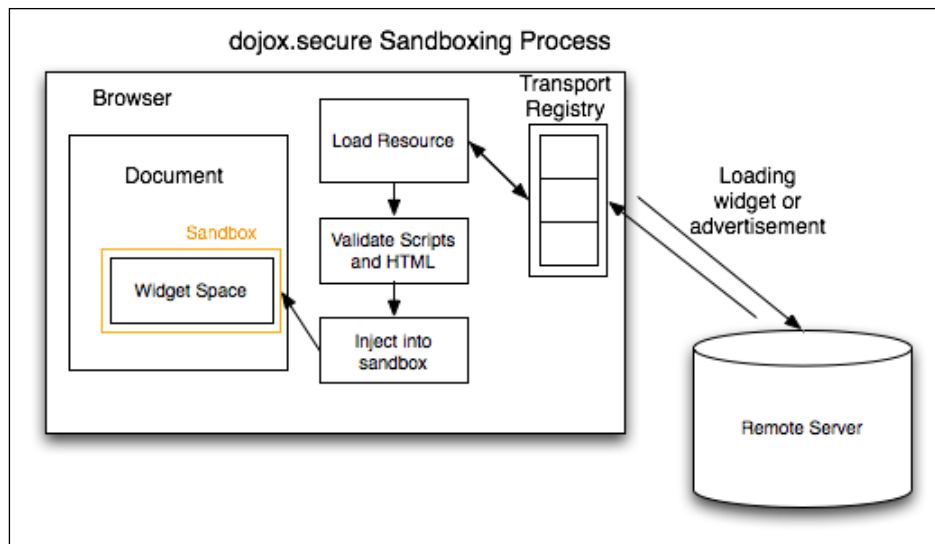 dojox.secure Sandboxing Process
Browser
Transport
Registry
Load Resource
Document
Loading
widget or
advertisement
Sandbox
Validate Scripts
and HTML
Widget Space
Inject into
sandbox
Remote Server